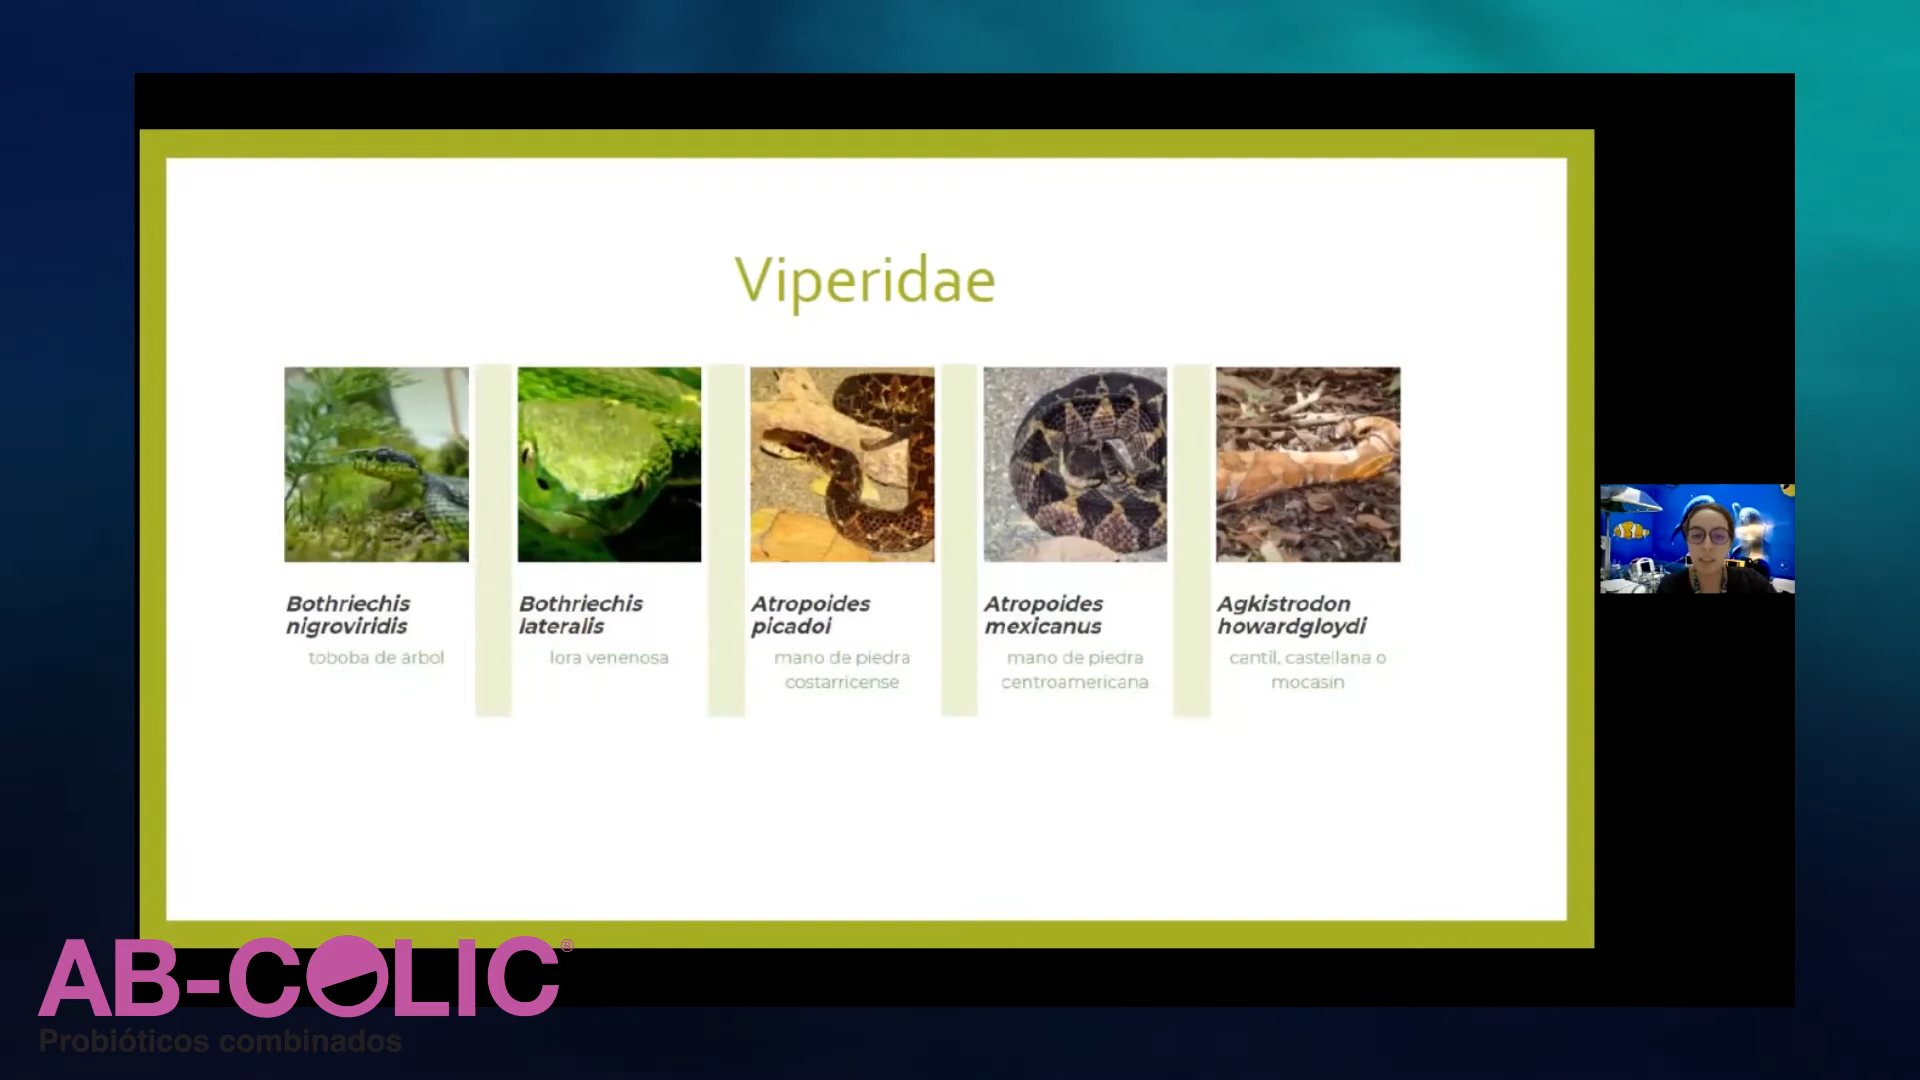 Viperidae
Bothriechis
nigroviridis
toboba de árbol
Bothriechis
lateralis
lora venenosa
Atropoides
picadoi
mano de piedra
costarricense
Atropoides
mexicanus
mano de piedra
centroamericana
Agkistrodon
howardgloydi
cantil, castellana o
mocasín
AB-COLIC®
Probióticos combinados